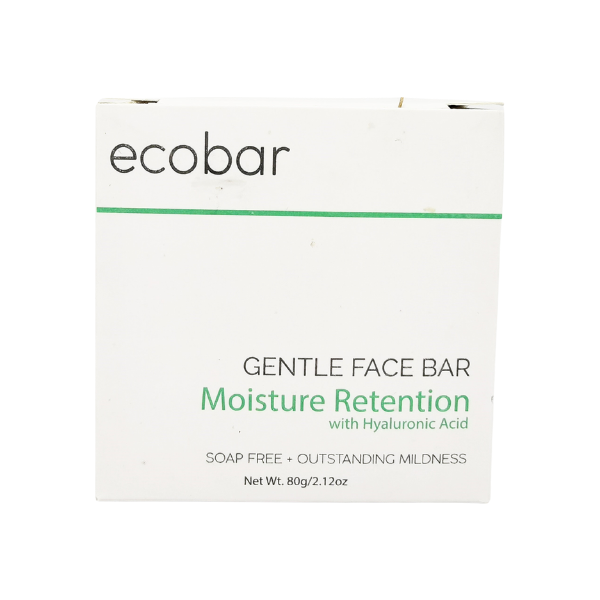 ecobar
GENTLE FACE BAR
Moisture Retention
with Hyaluronic Acid
SOAP FREE + OUTSTANDING MILDNESS
Net Wt. 80g/2.12oz